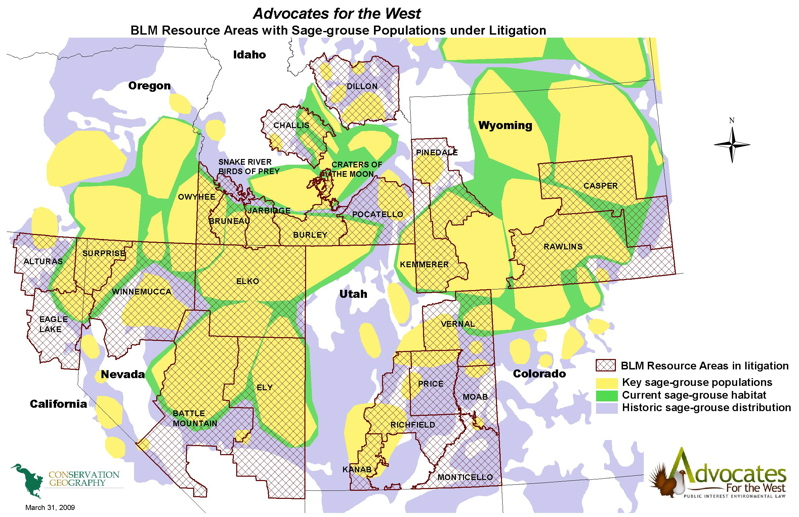 Advocates for the West
BLM Resource Areas with Sage-grouse Populations under Litigation
Idaho
Oregon
DILLON
CHALLIS
Wyoming
N
PINEDALE
SNAKE RIVER
BIRDS OF PREY
CRATERS OF
THE MOON
CASPER
OWYHEE
JARBIDGE
POCATELLO
BRUNEAU
BURLEY
RAWLINS
SURPRISE
ALTURAS
KEMMERER
ELKO
WINNEMUCCA
Utah
EAGLE
LAKE
VERNAL
BLM Resource Areas in litigation
Key sage-grouse populations
Current sage-grouse habitat
Historic sage-grouse distribution
Nevada
Colorado
ELY
PRICE
MOAB
California
BATTLE
MOUNTAIN
RICHFIELD
KANAB
MONTICELLO
CONSERVATION
GEOGRAPHY
March 31, 2009
Advocates
For the West
PUBLIC INTEREST ENVIRONMENTAL LAW